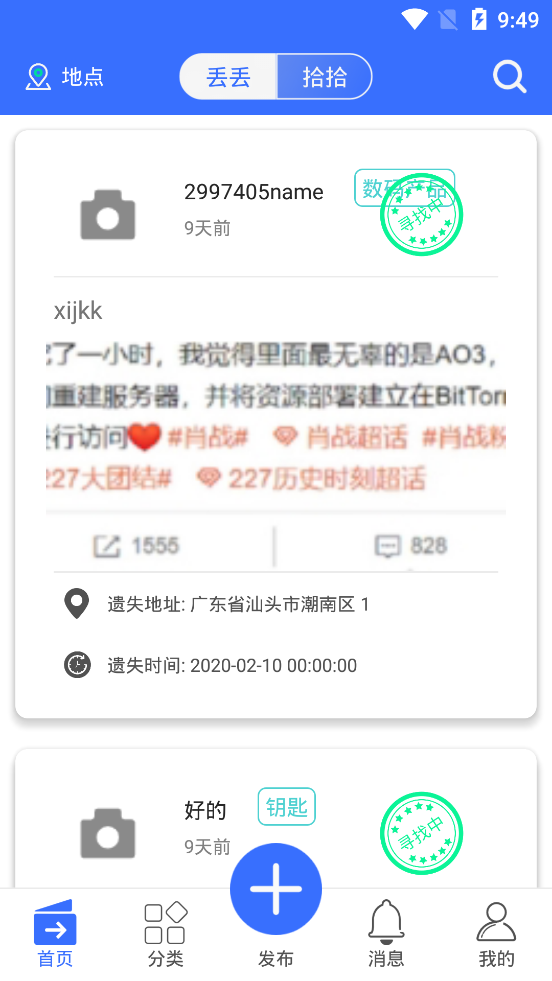 9:49
地点
丢丢
拾拾
2997405name
数码产品
寻找中
9天前
xijkk
了一小时，我觉得里面最无辜的是AO3，
重建服务器，并将资源部署建立在BitTorr
行访问❤️#肖战# 肖战超话 #肖战粉
227大团结# 227历史时刻超话
1555
828
遗失地址: 广东省汕头市潮南区 1
遗失时间: 2020-02-10 00:00:00
好的
钥匙
寻找中
9天前
首页
分类
发布
消息
我的